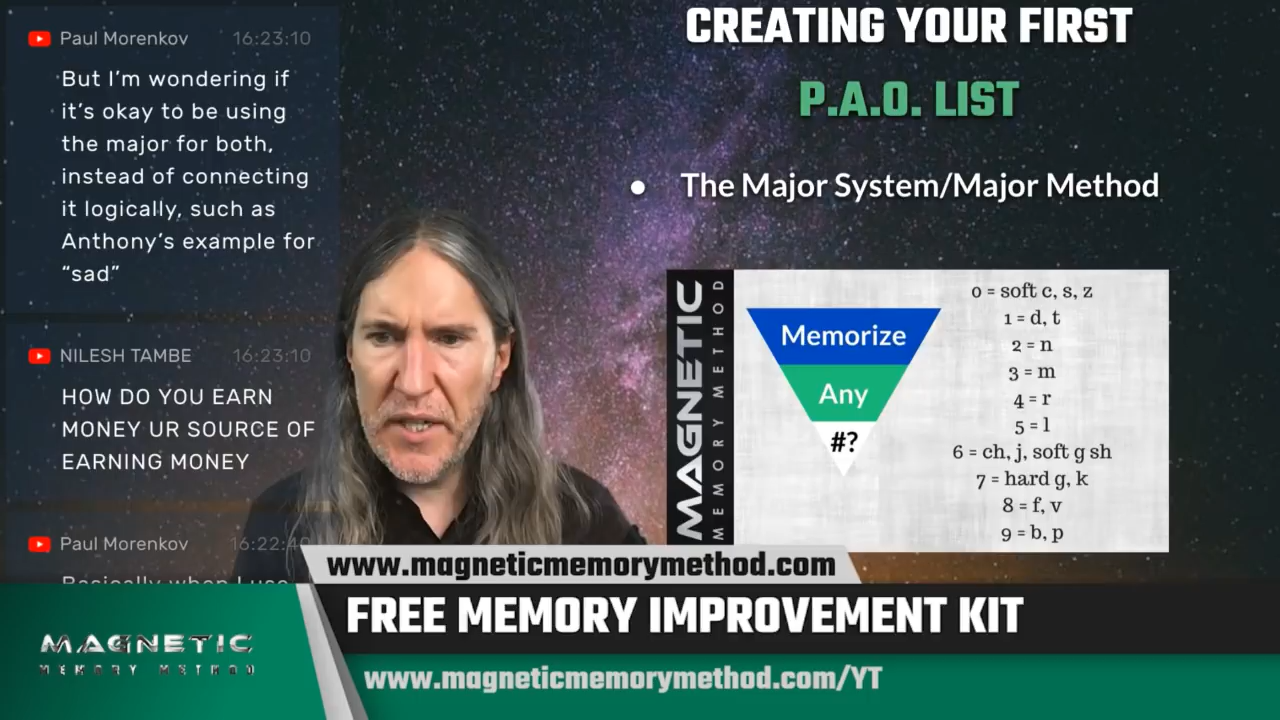 Paul Morenkov 16:23:10
But I'm wondering if
it's okay to be using
the major for both,
instead of connecting
it logically, such as
Anthony's example for
“sad”
NILESH TAMBE 16:23:10
HOW DO YOU EARN
MONEY UR SOURCE OF
EARNING MONEY
Paul Morenkov 16:22:40
Basically when I use
CREATING YOUR FIRST
P.A.O. LIST
• The Major System/Major Method
MAGNETIC
MEMORY METHOD
Memorize
Any
#?
0 = soft c, s, z
1 = d, t
2 = n
3 = m
4 = r
5 = l
6 = ch, j, soft g sh
7 = hard g, k
8 = f, v
9 = b, p
www.magneticmemorymethod.com
FREE MEMORY IMPROVEMENT KIT
www.magneticmemorymethod.com/YT
MAGNETIC
MEMORY METHOD